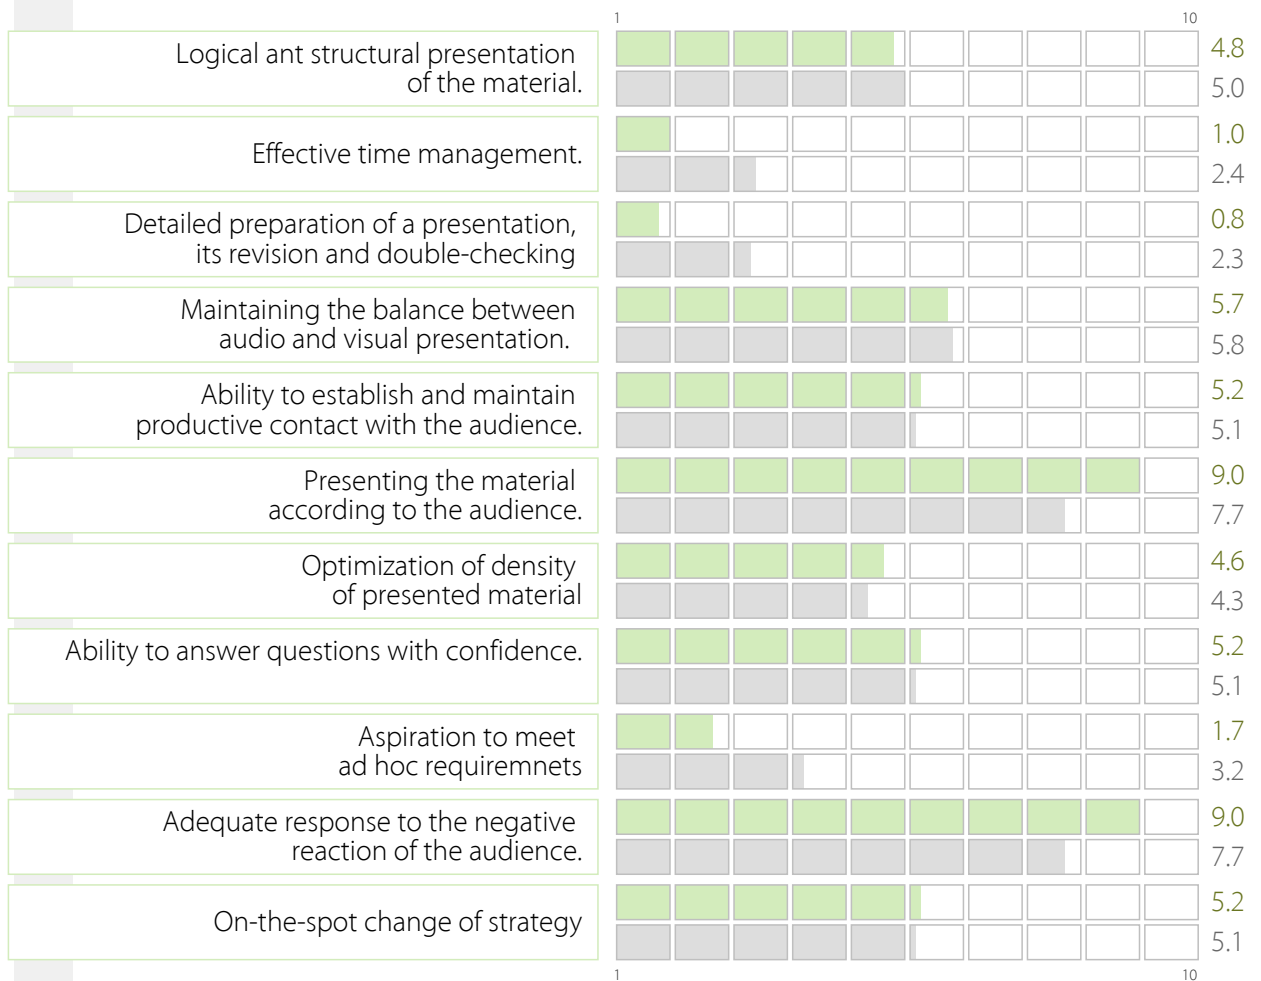 1 10
Logical ant structural presentation
of the material.
4.8
5.0
Effective time management.
1.0
2.4
Detailed preparation of a presentation,
its revision and double-checking
0.8
2.3
Maintaining the balance between
audio and visual presentation.
5.7
5.8
Ability to establish and maintain
productive contact with the audience.
5.2
5.1
Presenting the material
according to the audience.
9.0
7.7
Optimization of density
of presented material
4.6
4.3
Ability to answer questions with confidence.
5.2
5.1
Aspiration to meet
ad hoc requiremnets
1.7
3.2
Adequate response to the negative
reaction of the audience.
9.0
7.7
On-the-spot change of strategy
5.2
5.1
1 10